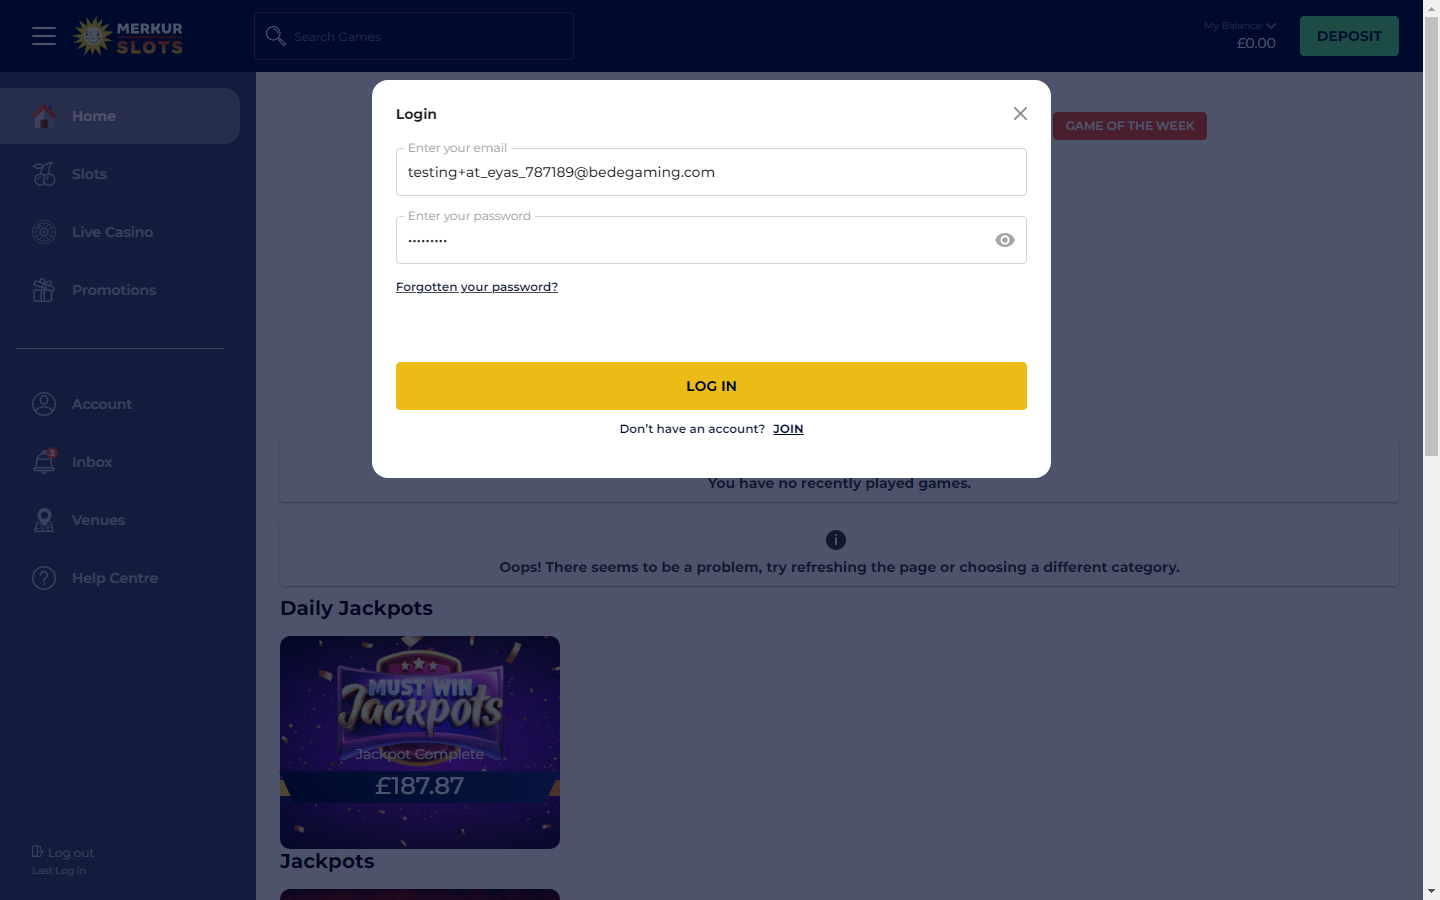 MERKUR
SLOTS
Search Games
My Balance
£0.00
DEPOSIT
Home
Slots
Live Casino
Promotions
Account
3
Inbox
Venues
Help Centre
Log out
Last Log in
GAME OF THE WEEK
Login
Enter your email
testing+at_eyas_787189@bedegaming.com
Enter your password
•••••••••
Forgotten your password?
LOG IN
Don't have an account? JOIN
You have no recently played games.
Oops! There seems to be a problem, try refreshing the page or choosing a different category.
Daily Jackpots
MUST WIN
Jackpots
Jackpot Complete
£187.87
Jackpots